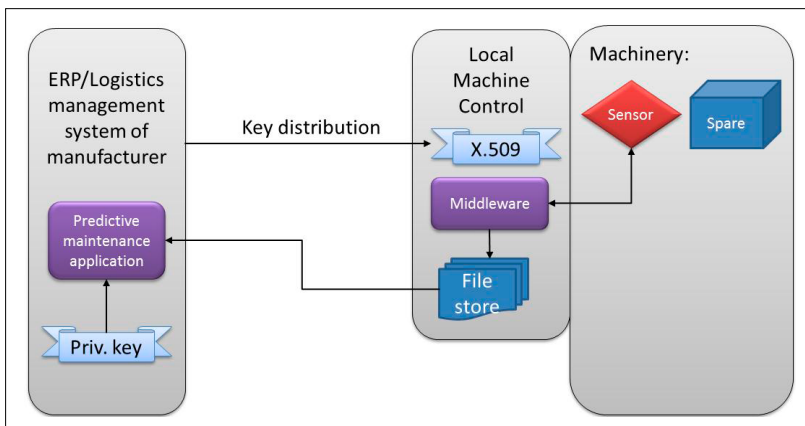 ERP/Logistics
management
system of
manufacturer
Predictive
maintenance
application
Priv. key
Key distribution
Local
Machine
Control
X.509
Middleware
File
store
Machinery:
Sensor
Spare